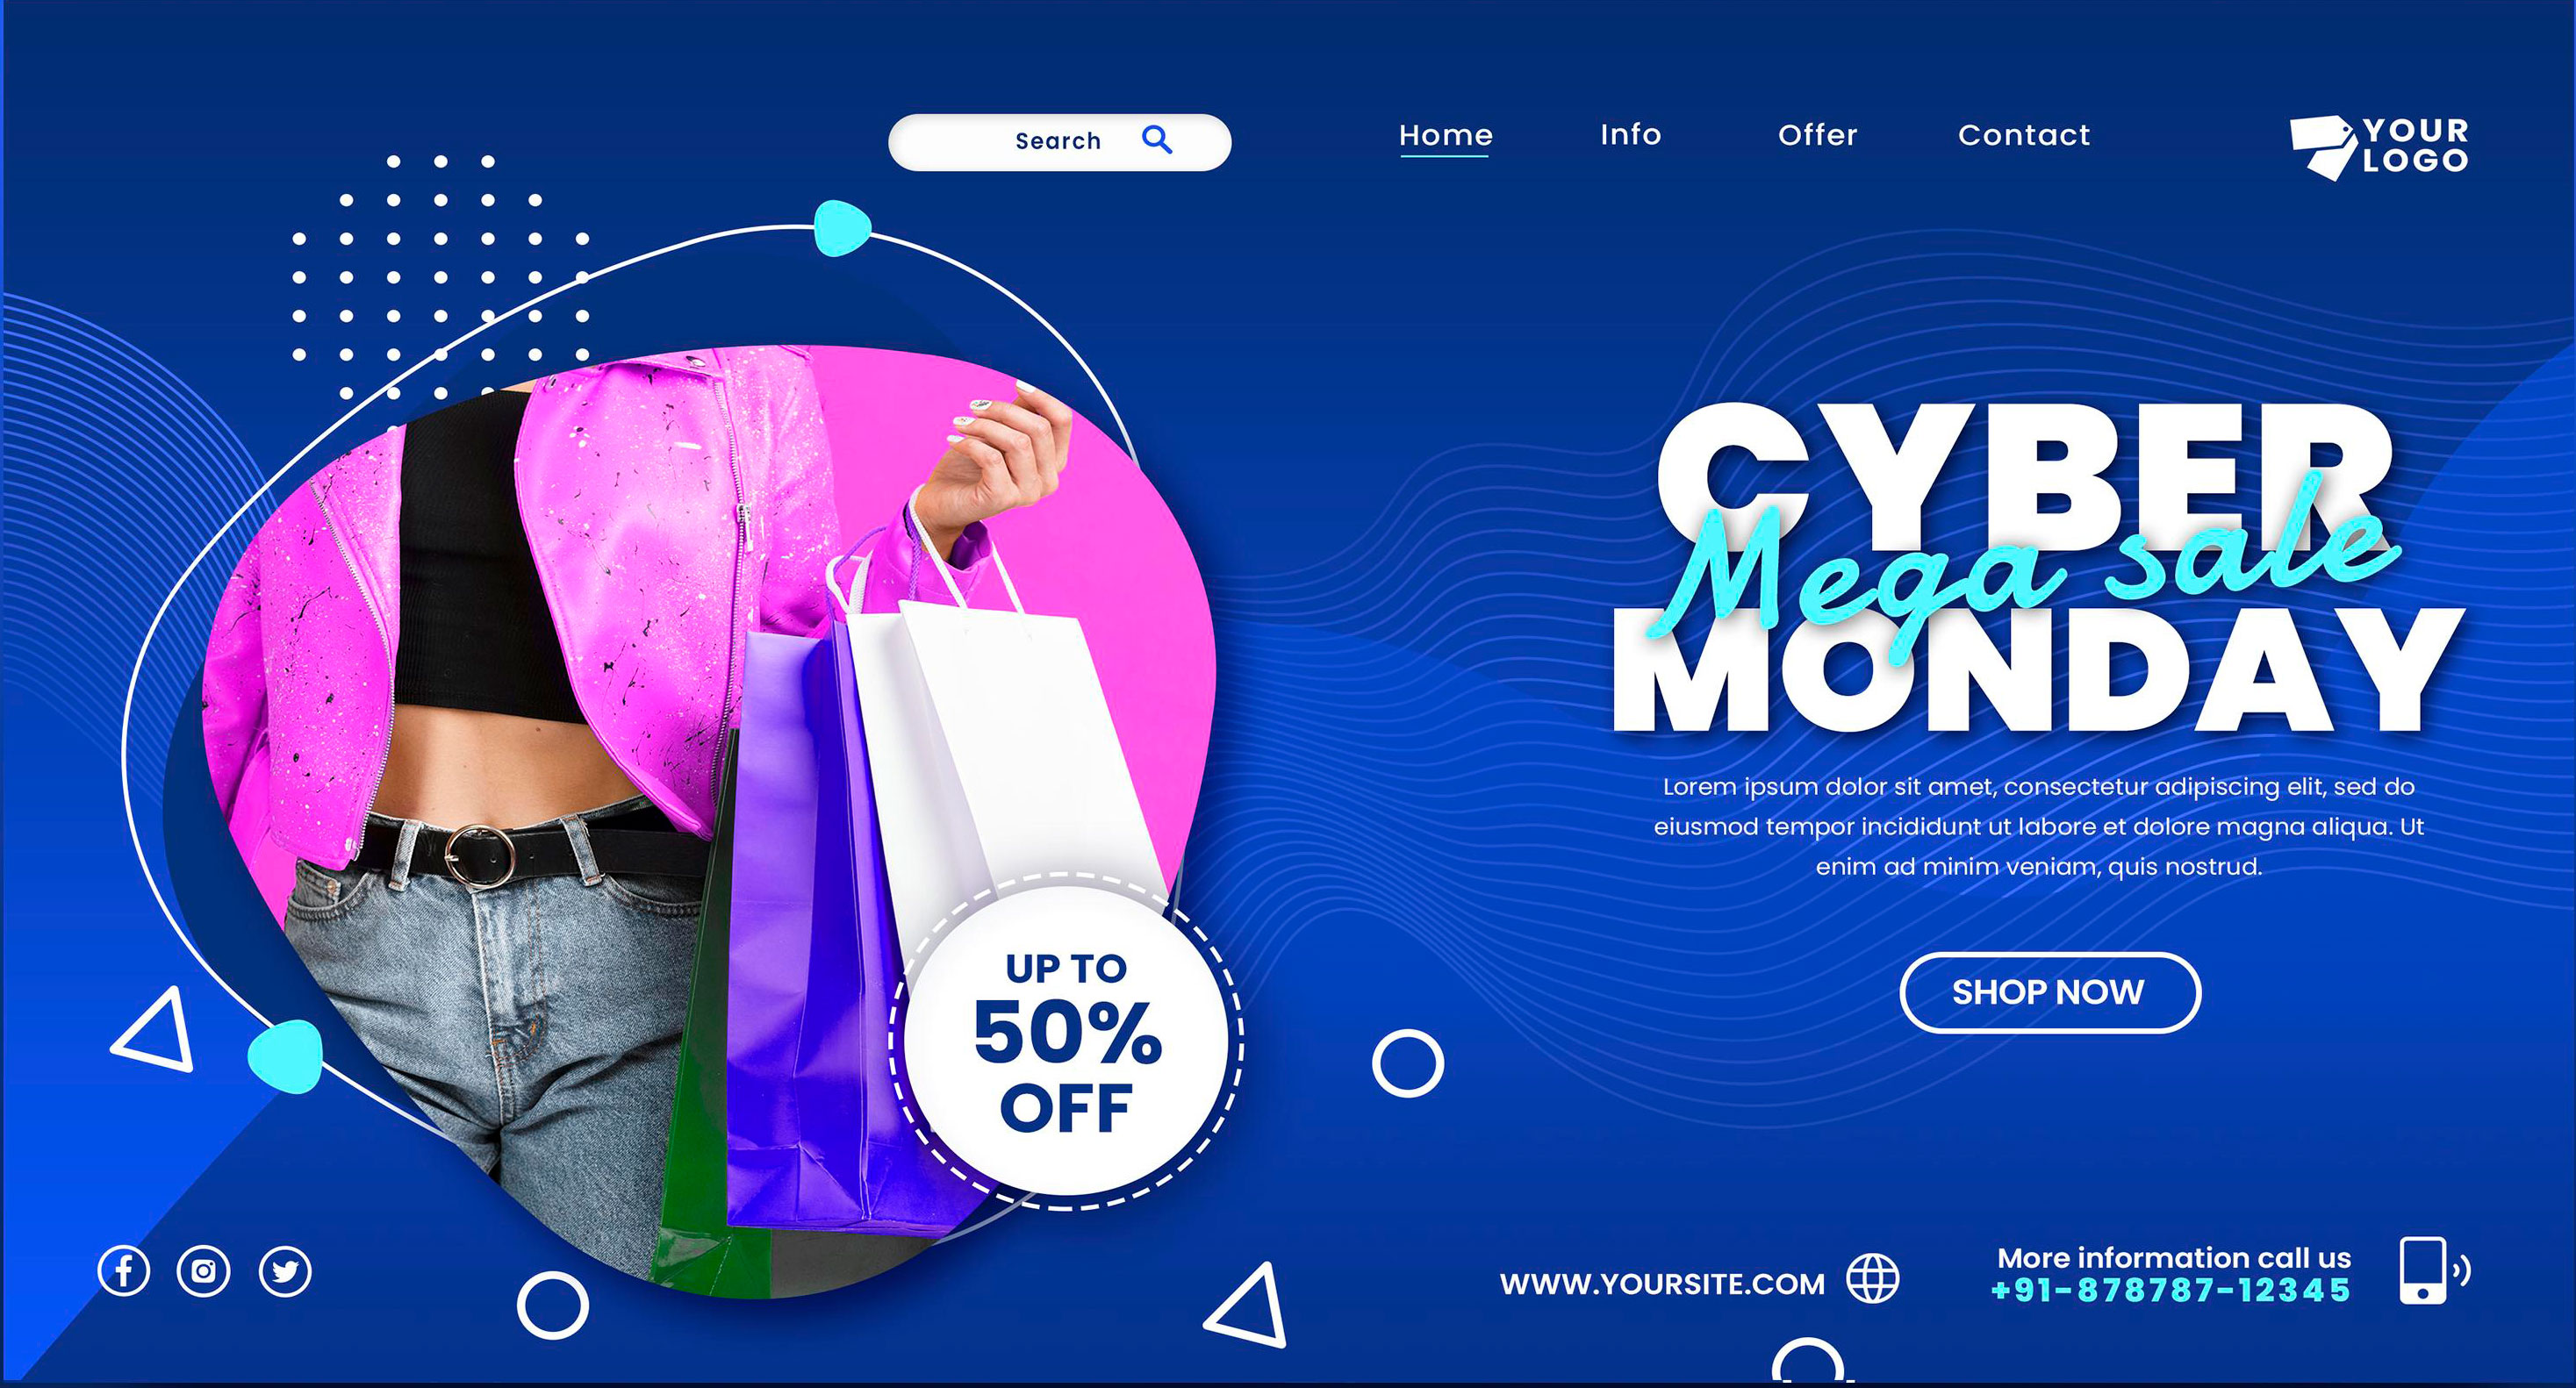 Search
Home
Info
Offer
Contact
YOUR
LOGO
CYBER
Mega sale
MONDAY
Lorem ipsum dolor sit amet, consectetur adipiscing elit, sed do
eiusmod tempor incididunt ut labore et dolore magna aliqua. Ut
enim ad minim veniam, quis nostrud.
SHOP NOW
UP TO
50%
OFF
WWW.YOURSITE.COM
More information call us
+91-878787-12345